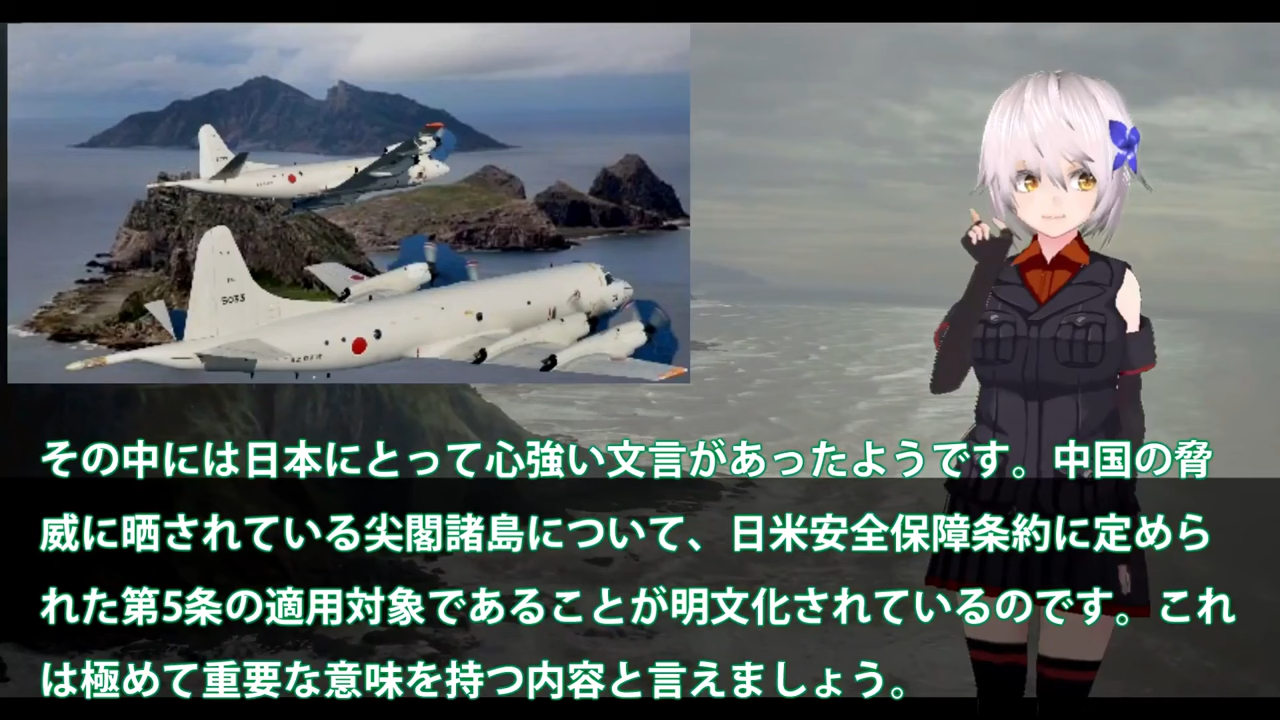 5033
その中には日本にとって心強い文言があったようです。中国の脅
威に晒されている尖閣諸島について、日米安全保障条約に定めら
れた第5条の適用対象であることが明文化されているのです。これ
は極めて重要な意味を持つ内容と言えましょう。